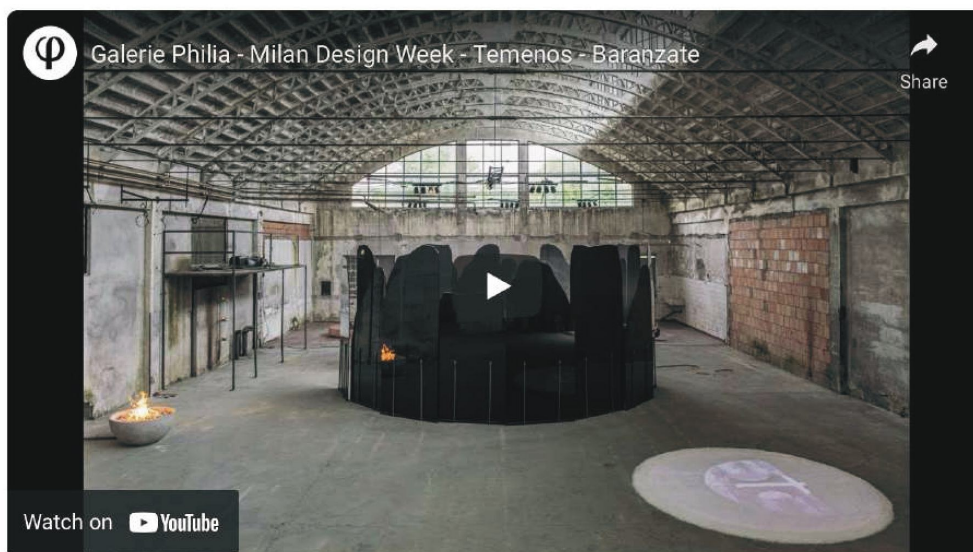 φ
Galerie Philia - Milan Design Week - Temenos - Baranzate
Share
Watch on YouTube